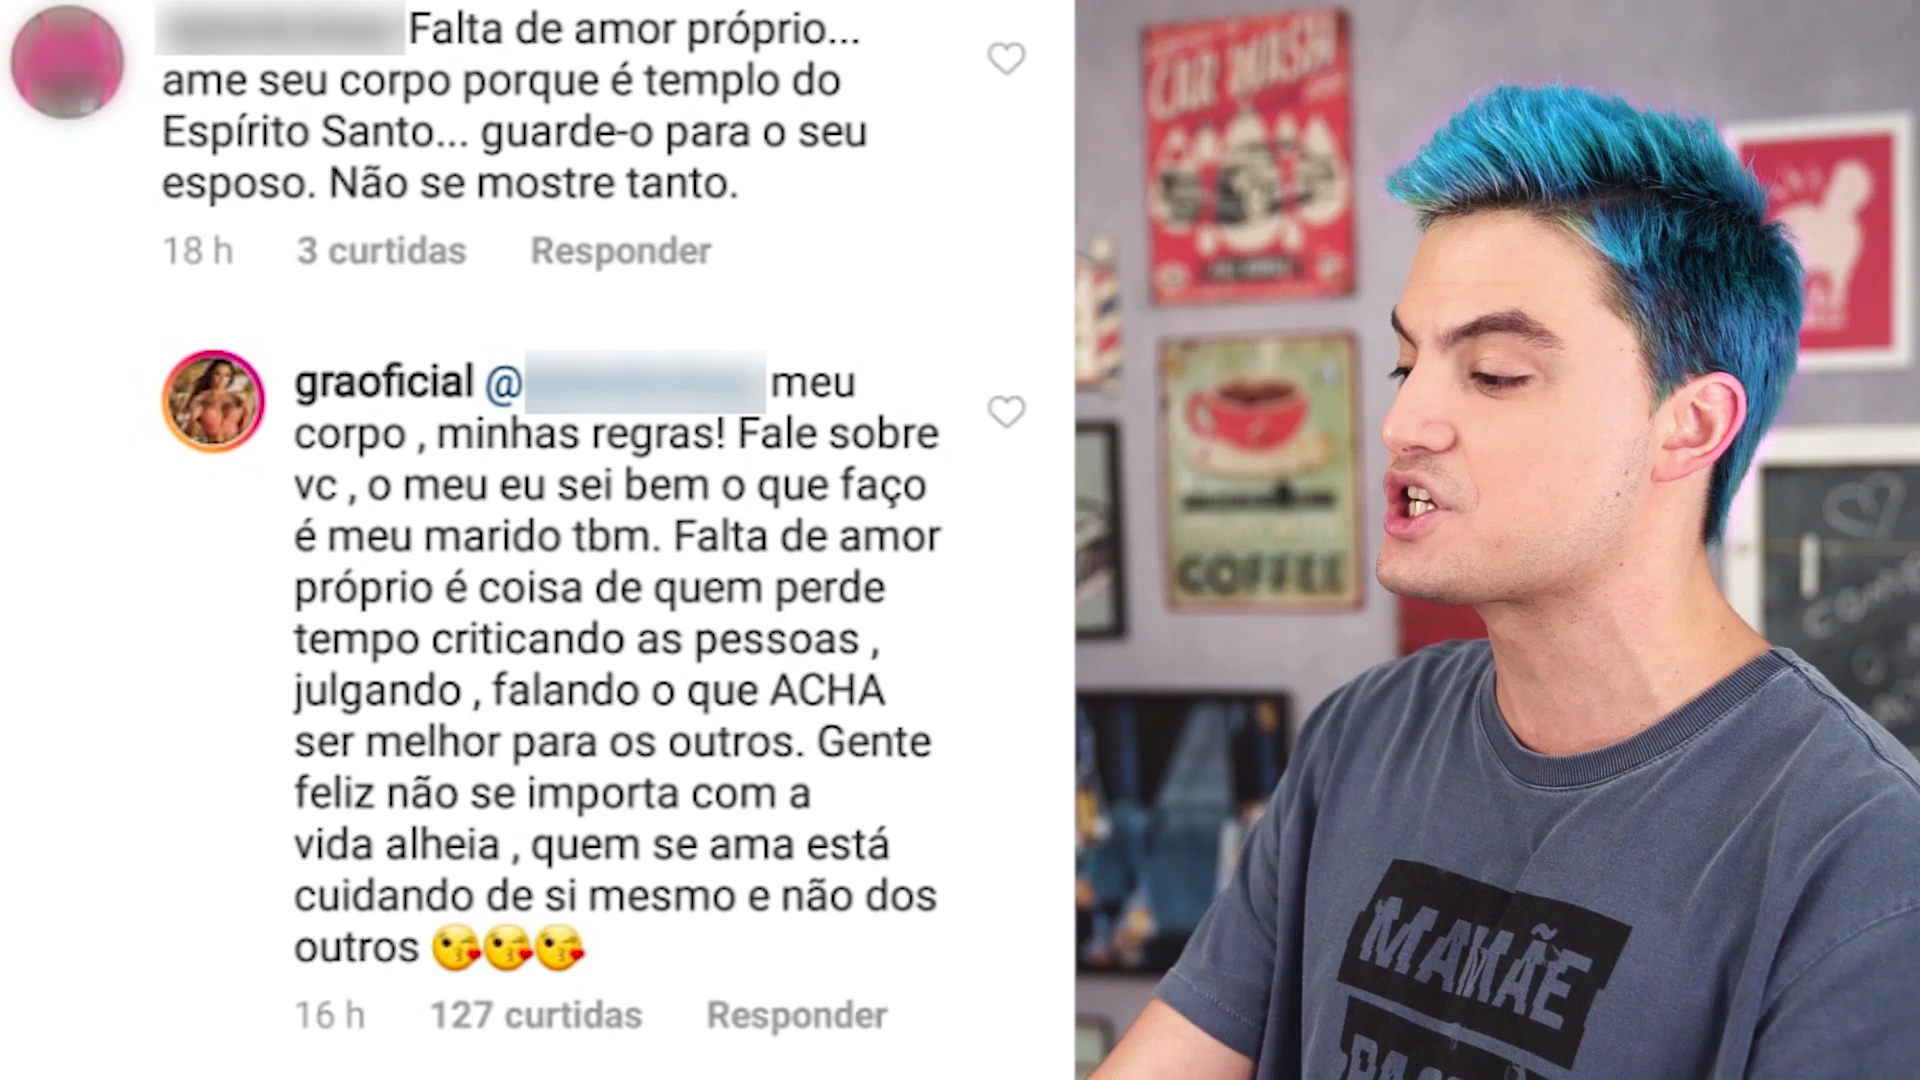 Falta de amor próprio...
ame seu corpo porque é templo do
Espírito Santo... guarde-o para o seu
esposo. Não se mostre tanto.
18 h 3 curtidas Responder
graoficial @ meu
corpo , minhas regras! Fale sobre
vc , o meu eu sei bem o que faço
é meu marido tbm. Falta de amor
próprio é coisa de quem perde
tempo criticando as pessoas ,
julgando , falando o que ACHA
ser melhor para os outros. Gente
feliz não se importa com a
vida alheia , quem se ama está
cuidando de si mesmo e não dos
outros 😘😘😘
16 h 127 curtidas Responder
CAR WASH
COFFEE
MAMÃE